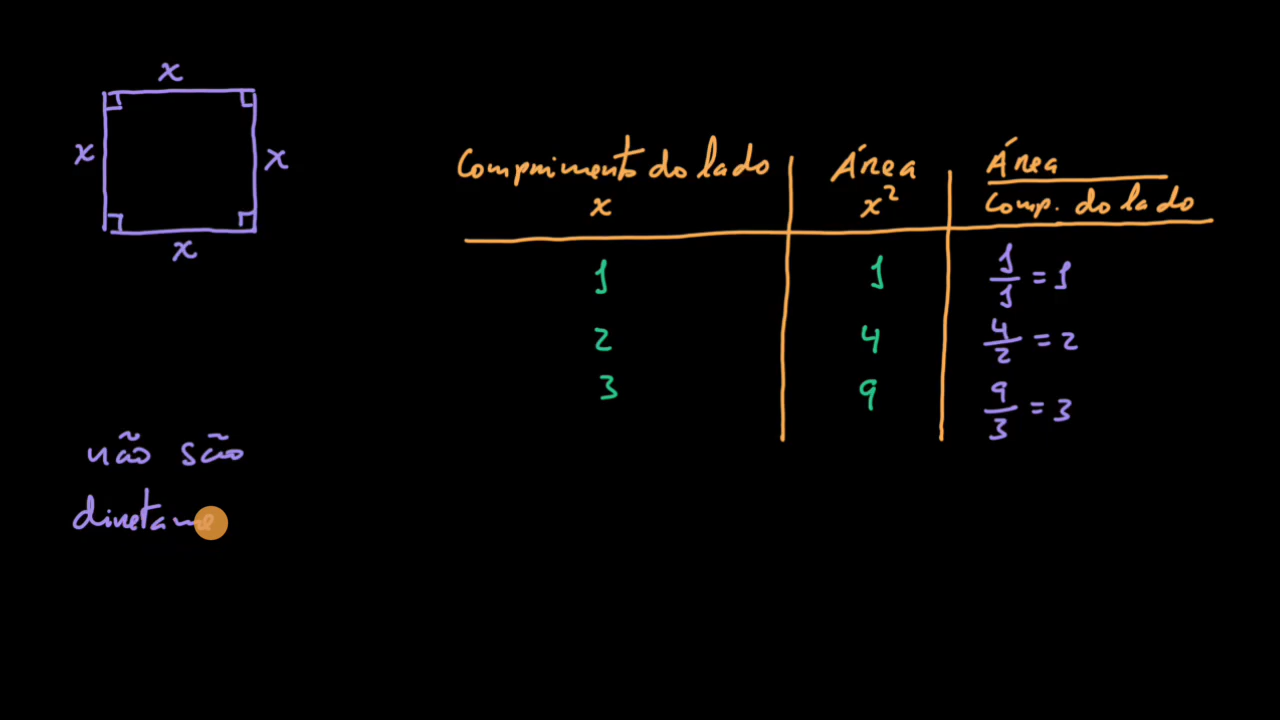 x
x
x
x
Comprimento do lado
x
Área
x²
Área
Comp. do lado
1
1
1/1 = 1
2
4
4/2 = 2
3
9
9/3 = 3
não são
diretame